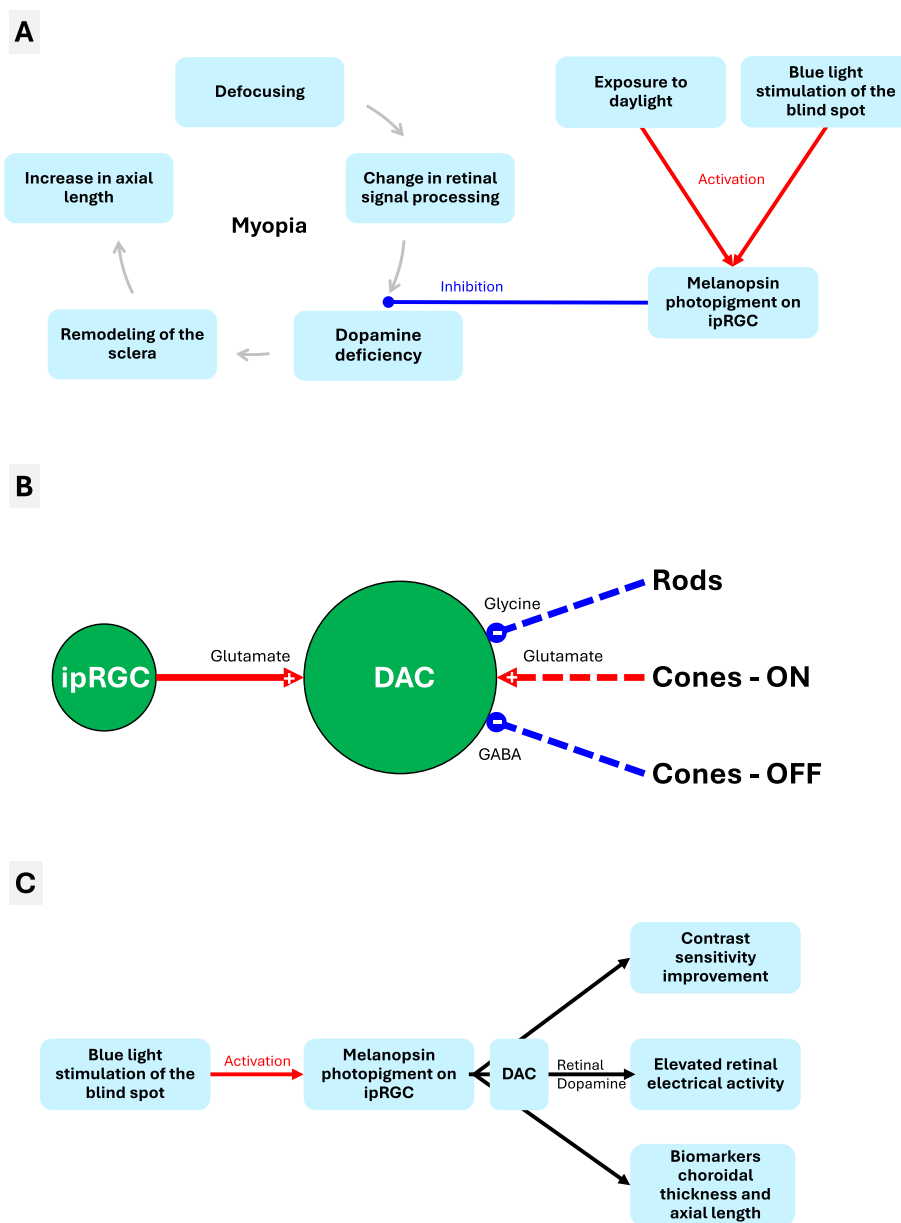 A
Defocusing
Exposure to
daylight
Blue light
stimulation of the
blind spot
Increase in axial
length
Change in retinal
signal processing
Activation
Myopia
Inhibition
Melanopsin
photopigment on
ipRGC
Remodeling of the
sclera
Dopamine
deficiency
B
Rods
Glycine
ipRGC
Glutamate
+
DAC
+
Glutamate
Cones - ON
GABA
Cones - OFF
C
Contrast
sensitivity
improvement
Blue light
stimulation of the
blind spot
Activation
Melanopsin
photopigment on
ipRGC
DAC
Retinal
Dopamine
Elevated retinal
electrical activity
Biomarkers
choroidal
thickness and
axial length